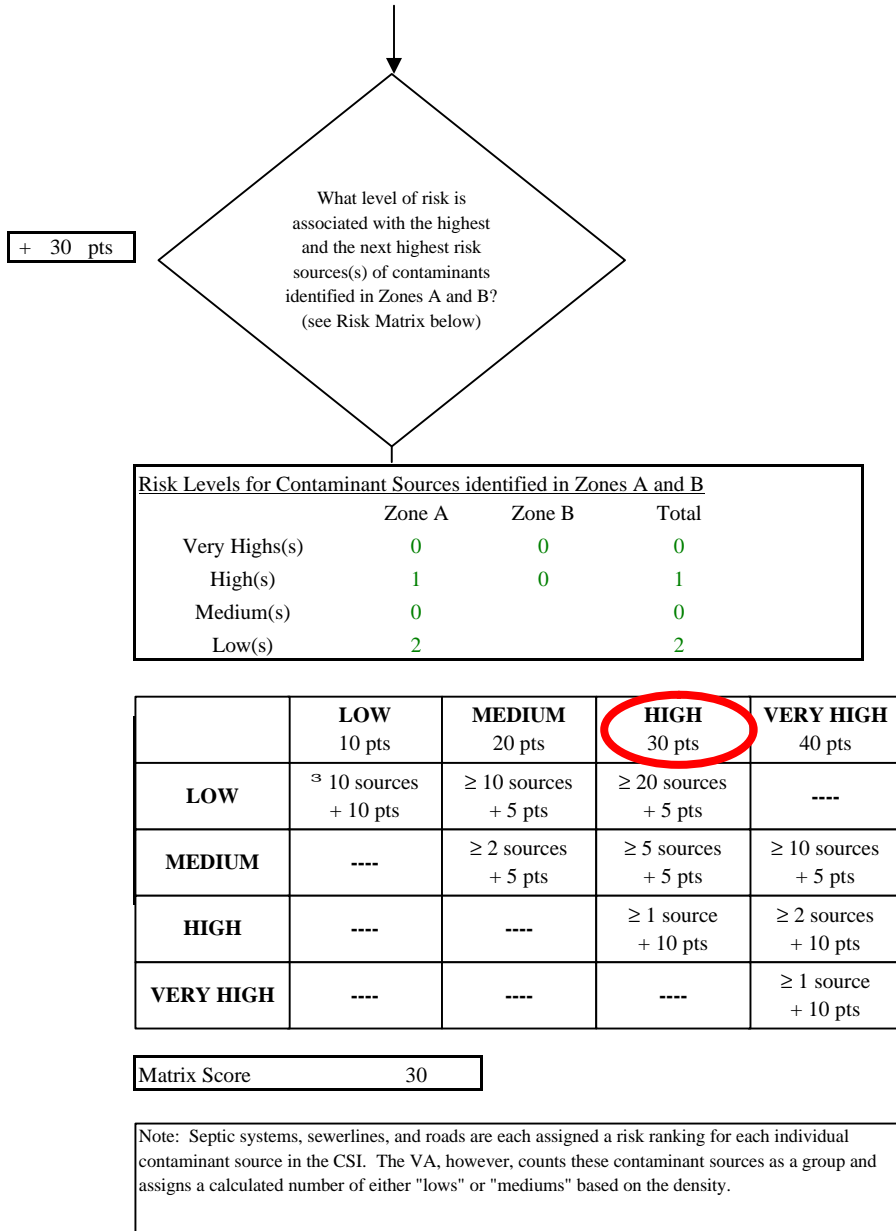 What level of risk is
associated with the highest
and the next highest risk
sources(s) of contaminants
identified in Zones A and B?
(see Risk Matrix below)
+ 30 pts
Risk Levels for Contaminant Sources identified in Zones A and B
Zone A Zone B Total
Very Highs(s) 0 0 0
High(s) 1 0 1
Medium(s) 0 0
Low(s) 2 2
LOW MEDIUM HIGH VERY HIGH
10 pts 20 pts 30 pts 40 pts
LOW ³ 10 sources ≥ 10 sources ≥ 20 sources ----
+ 10 pts + 5 pts + 5 pts
MEDIUM ---- ≥ 2 sources ≥ 5 sources ≥ 10 sources
+ 5 pts + 5 pts + 5 pts
HIGH ---- ---- ≥ 1 source ≥ 2 sources
+ 10 pts + 10 pts
VERY HIGH ---- ---- ---- ≥ 1 source
+ 10 pts
Matrix Score 30
Note: Septic systems, sewerlines, and roads are each assigned a risk ranking for each individual
contaminant source in the CSI. The VA, however, counts these contaminant sources as a group and
assigns a calculated number of either "lows" or "mediums" based on the density.